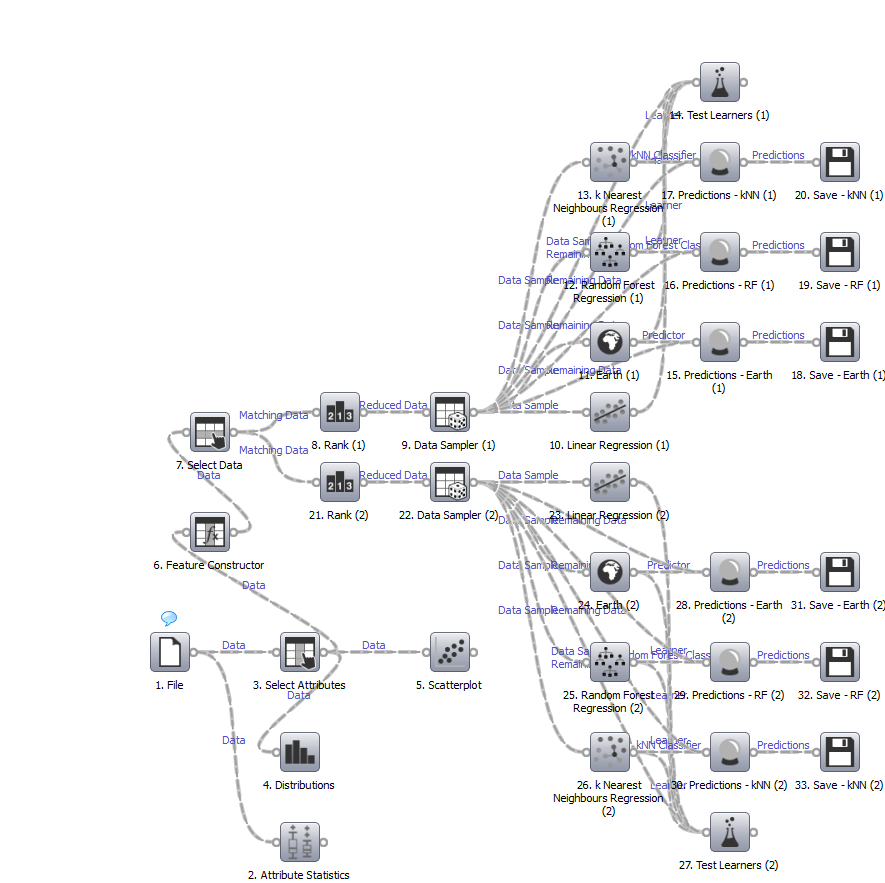 Learner
14. Test Learners (1)
kNN Classifier
Learner
Predictions
13. k Nearest
Neighbours Regression
(1)
17. Predictions - kNN (1)
20. Save - kNN (1)
Learner
Data Sample
Remaining
Learner
Random Forest Classifier
Predictions
Data Sample
Remaining Data
12. Random Forest
Regression (1)
16. Predictions - RF (1)
19. Save - RF (1)
Data Sample
Remaining Data
Predictor
Predictions
Data Sample
Remaining Data
11. Earth (1)
15. Predictions - Earth
(1)
18. Save - Earth (1)
Matching Data
Reduced Data
Data Sample
8. Rank (1)
9. Data Sampler (1)
10. Linear Regression (1)
Matching Data
7. Select Data
Data
Reduced Data
Data Sample
21. Rank (2)
22. Data Sampler (2)
23. Linear Regression (2)
Data Sample
Remaining Data
6. Feature Constructor
Data Sample
Remaining Data
Predictor
Predictions
Data
24. Earth (2)
28. Predictions - Earth
(2)
31. Save - Earth (2)
Data Sample
Remaining Data
Data
Data
Data Sample
Remaining
Learner
Random Forest Classifier
Predictions
1. File
3. Select Attributes
5. Scatterplot
Data
25. Random Forest
Regression (2)
Learner
29. Predictions - RF (2)
32. Save - RF (2)
Data
Learner
kNN Classifier
Predictions
4. Distributions
26. k Nearest
Neighbours Regression
(2)
Learner
30. Predictions - kNN (2)
33. Save - kNN (2)
2. Attribute Statistics
27. Test Learners (2)